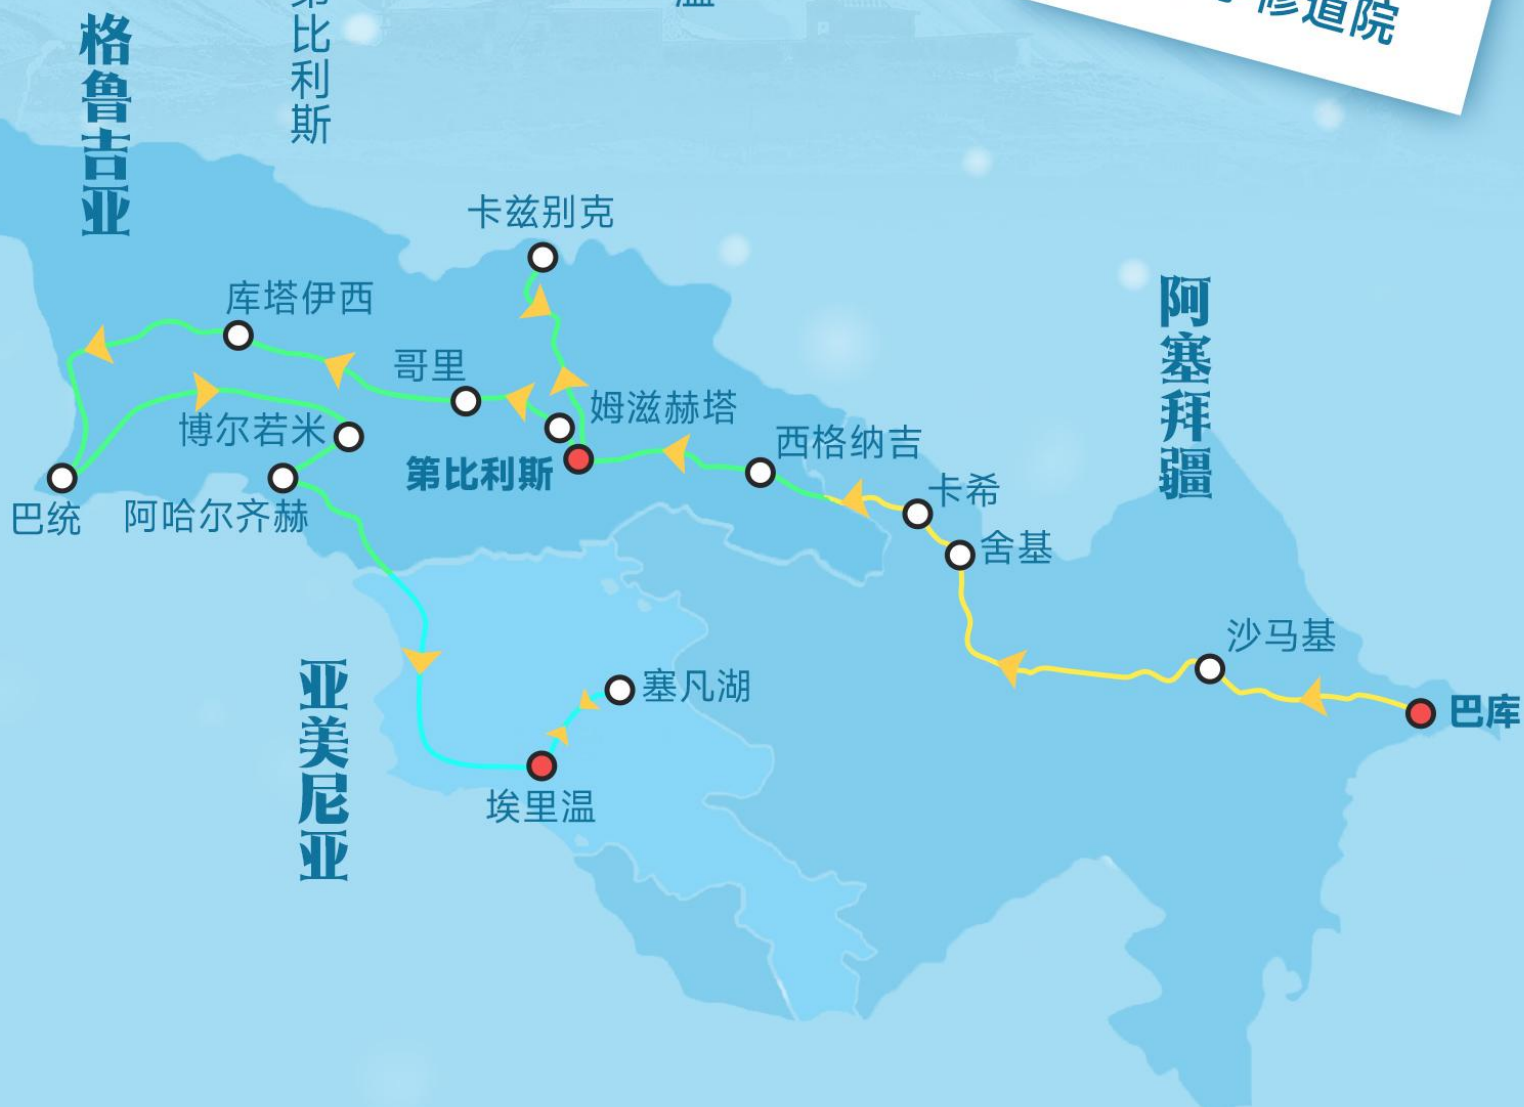 格鲁吉亚
第比利斯
温
修道院
卡兹别克
库塔伊西
哥里
姆滋赫塔
博尔若米
西格纳吉
第比利斯
阿塞拜疆
卡希
巴统
阿哈尔齐赫
舍基
沙马基
亚美尼亚
塞凡湖
巴库
埃里温